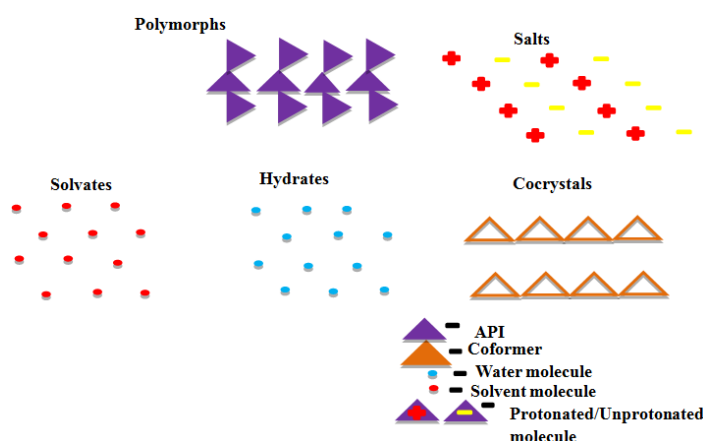 Polymorphs
Salts
Solvates
Hydrates
Cocrystals
API
Coformer
Water molecule
Solvent molecule
Protonated/Unprotonated
molecule